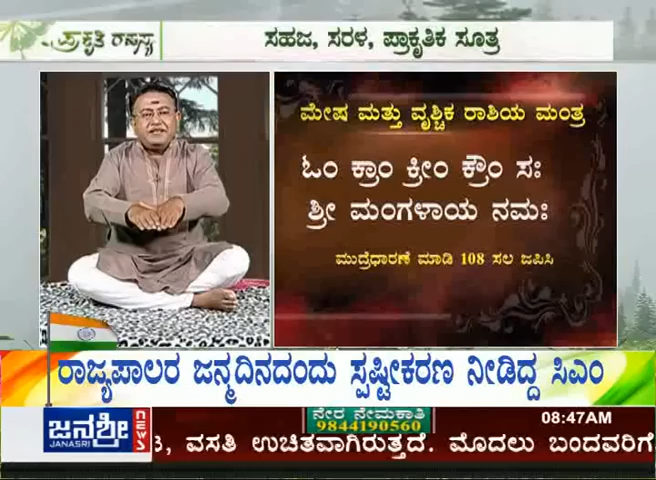 ಪ್ರಾಕೃತಿ ರಹಸ್ಯ
ಸಹಜ, ಸರಳ, ಪ್ರಾಕೃತಿಕ ಸೂತ್ರ
ಮೇಷ ಮತ್ತು ವೃಶ್ಚಿಕ ರಾಶಿಯ ಮಂತ್ರ
ಓಂ ಕ್ರಾಂ ಕ್ರೀಂ ಕ್ರೌಂ ಸಃ
ಶ್ರೀ ಮಂಗಳಾಯ ನಮಃ
ಮುದ್ರೆಧಾರಣೆ ಮಾಡಿ 108 ಸಲ ಜಪಿಸಿ
ರಾಜ್ಯಪಾಲರ ಜನ್ಮದಿನದಂದು ಸ್ಪಷ್ಟೀಕರಣ ನೀಡಿದ್ದ ಸಿಎಂ
ನೇರ ನೇಮಕಾತಿ
9844190560
08:47AM
ಜನಶ್ರೀ
JANASRI
NEWS
ವಸತಿ ಉಚಿತವಾಗಿರುತ್ತದೆ. ಮೊದಲು ಬಂದವರಿಗೆ